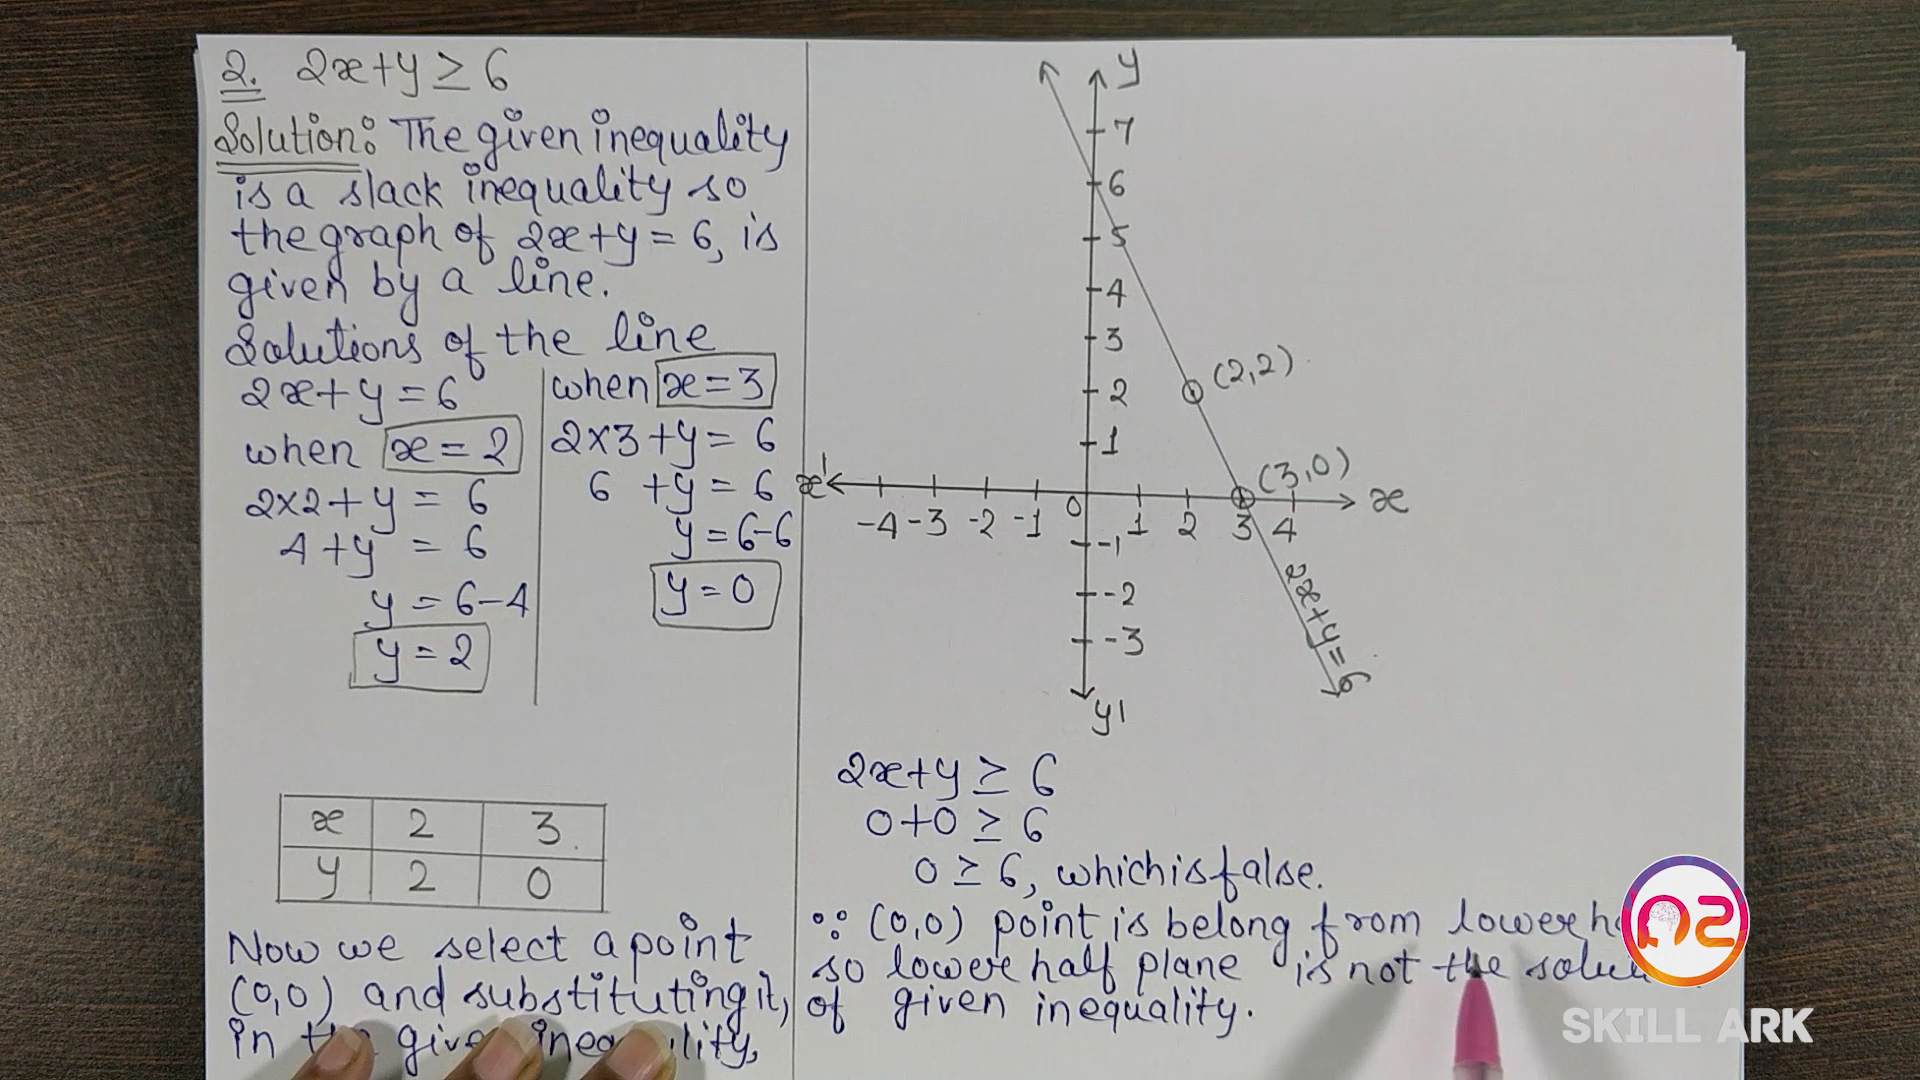 2. 2x+y ≥ 6
Solution: The given inequality
is a slack inequality so
the graph of 2x+y = 6, is
given by a line.
Solutions of the line
2x+y = 6
when x = 2
2×2+y = 6
4+y = 6
y = 6-4
y = 2
when x = 3
2×3+y = 6
6 +y = 6
y = 6-6
y = 0
x 2 3
y 2 0
Now we select a point
(0,0) and substituting it,
in the given inequality,
y
7
6
5
4
3
2
1
(2,2)
(3,0)
x' x
-4 -3 -2 -1 0 1 2 3 4
-1
-2
-3
y'
2x+y=6
2x+y ≥ 6
0+0 ≥ 6
0 ≥ 6, which is false.
∵ (0,0) point is belong from lower
so lower half plane is not the
of given inequality.
SKILL ARK